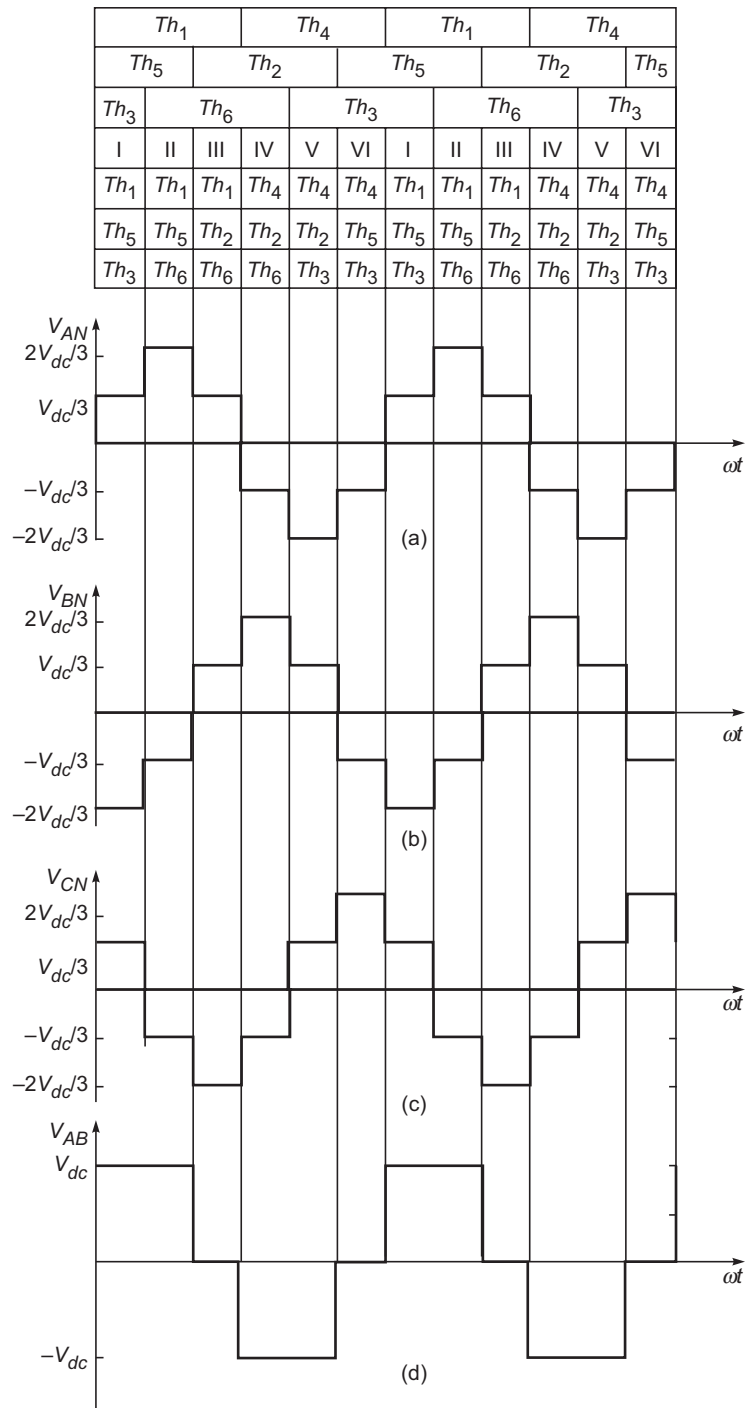 Th1 Th4 Th1 Th4
Th5 Th2 Th5 Th2 Th5
Th3 Th6 Th3 Th6 Th3
I II III IV V VI I II III IV V VI
Th1 Th1 Th1 Th4 Th4 Th4 Th1 Th1 Th1 Th4 Th4 Th4
Th5 Th5 Th2 Th2 Th2 Th5 Th5 Th5 Th2 Th2 Th2 Th5
Th3 Th6 Th6 Th6 Th3 Th3 Th3 Th6 Th6 Th6 Th3 Th3
VAN
2Vdc/3
Vdc/3
ωt
–Vdc/3
–2Vdc/3
(a)
VBN
2Vdc/3
Vdc/3
ωt
–Vdc/3
–2Vdc/3
(b)
VCN
2Vdc/3
Vdc/3
ωt
–Vdc/3
–2Vdc/3
(c)
VAB
Vdc
ωt
–Vdc
(d)